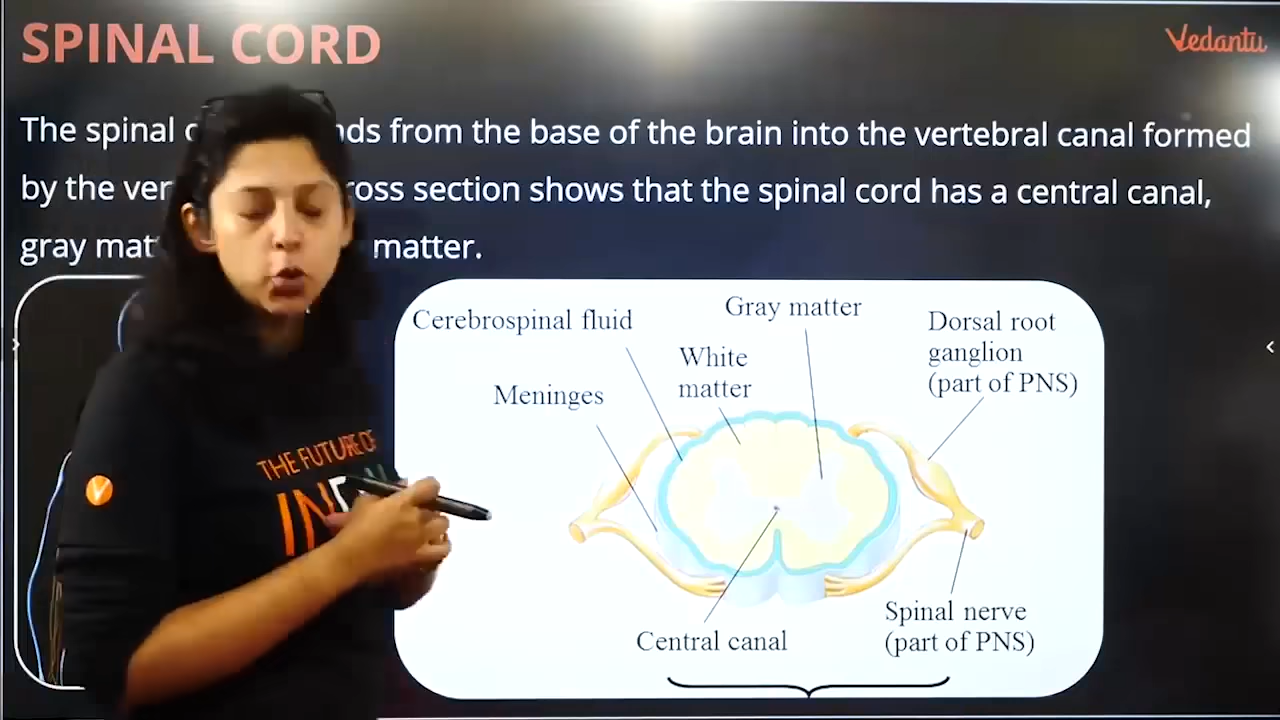 SPINAL CORD
Vedantu
The spinal nds from the base of the brain into the vertebral canal formed
by the ver ross section shows that the spinal cord has a central canal,
gray mat matter.
Cerebrospinal fluid
Gray matter
Dorsal root
ganglion
(part of PNS)
White
matter
Meninges
THE FUTURE OF
IND
V
Spinal nerve
(part of PNS)
Central canal